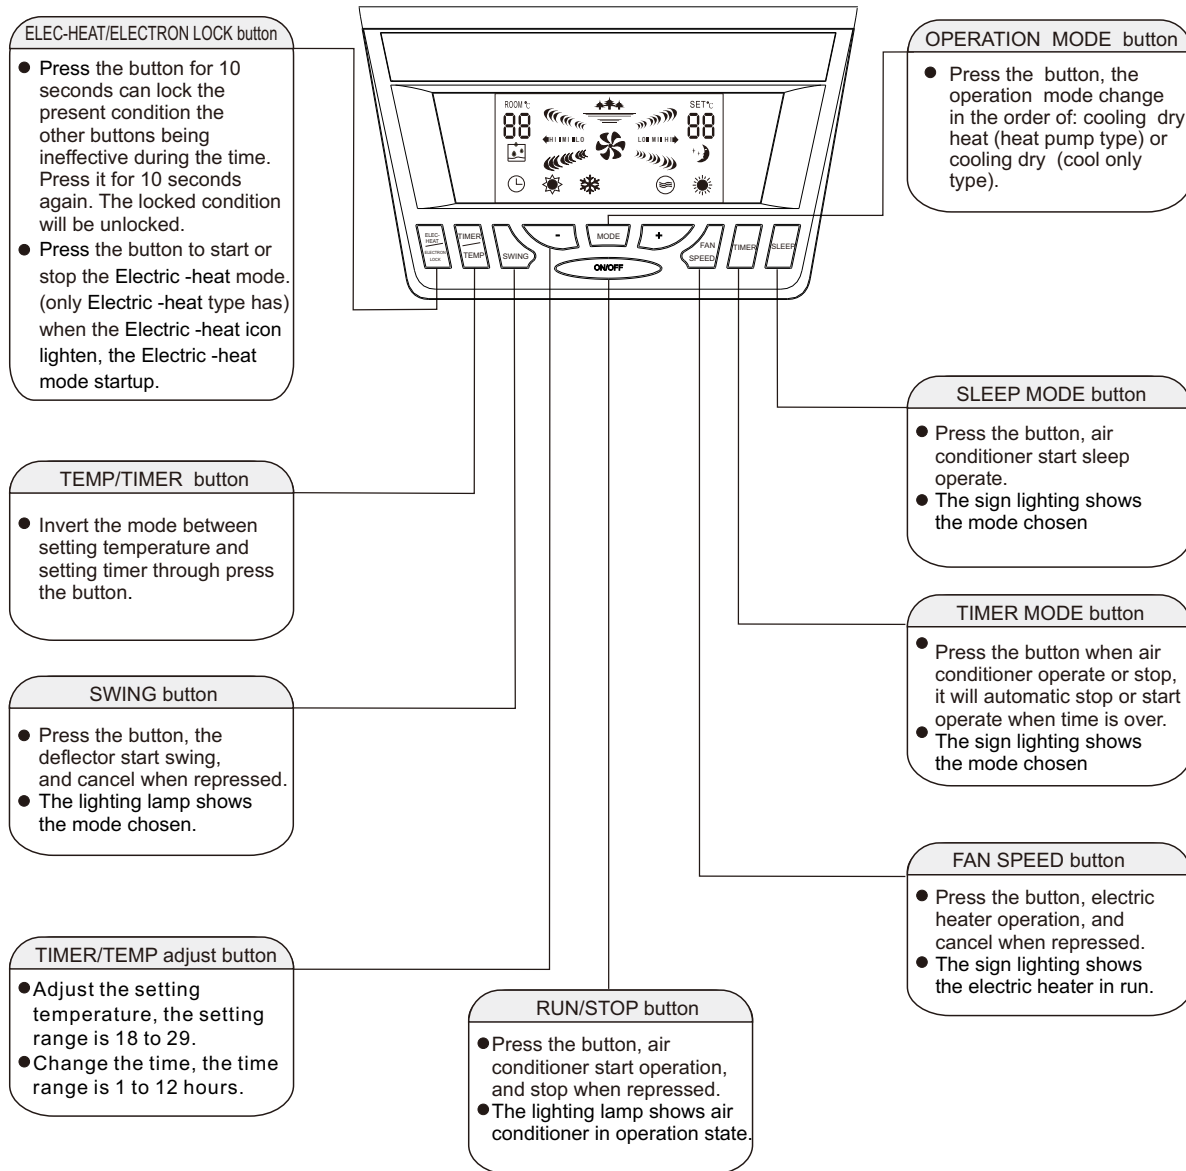 ELEC-HEAT/ELECTRON LOCK button
● Press the button for 10
seconds can lock the
present condition the
other buttons being
ineffective during the time.
Press it for 10 seconds
again. The locked condition
will be unlocked.
● Press the button to start or
stop the Electric -heat mode.
(only Electric -heat type has)
when the Electric -heat icon
lighten, the Electric -heat
mode startup.
TEMP/TIMER button
● Invert the mode between
setting temperature and
setting timer through press
the button.
SWING button
● Press the button, the
deflector start swing,
and cancel when repressed.
● The lighting lamp shows
the mode chosen.
TIMER/TEMP adjust button
● Adjust the setting
temperature, the setting
range is 18 to 29.
● Change the time, the time
range is 1 to 12 hours.
ROOM °C
88
HI MI LO
LO MI HI
SET °C
88
ELEC-
HEAT
ELECTRON
LOCK
TIMER
TEMP
SWING
-
MODE
+
FAN
SPEED
TIMER
SLEEP
ON/OFF
RUN/STOP button
● Press the button, air
conditioner start operation,
and stop when repressed.
● The lighting lamp shows air
conditioner in operation state.
OPERATION MODE button
● Press the button, the
operation mode change
in the order of: cooling dry
heat (heat pump type) or
cooling dry (cool only
type).
SLEEP MODE button
● Press the button, air
conditioner start sleep
operate.
● The sign lighting shows
the mode chosen
TIMER MODE button
● Press the button when air
conditioner operate or stop,
it will automatic stop or start
operate when time is over.
● The sign lighting shows
the mode chosen
FAN SPEED button
● Press the button, electric
heater operation, and
cancel when repressed.
● The sign lighting shows
the electric heater in run.